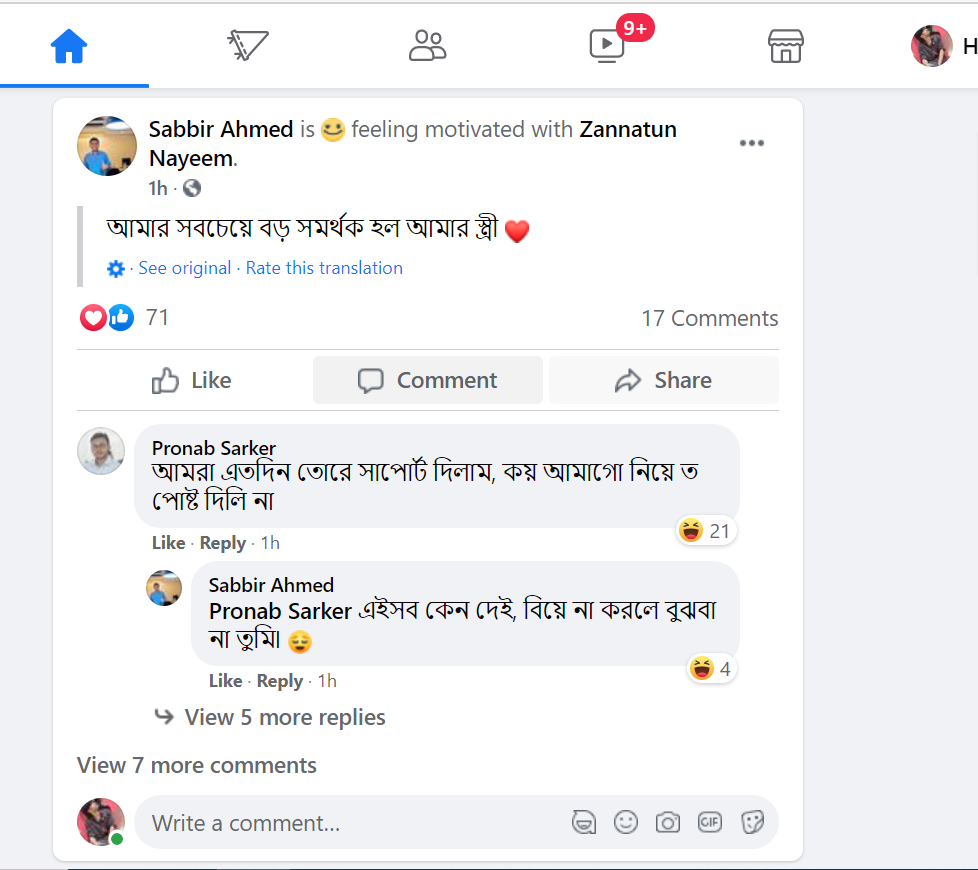 9+
H
Sabbir Ahmed is 😃 feeling motivated with Zannatun
Nayeem.
1h ·
আমার সবচেয়ে বড় সমর্থক হল আমার স্ত্রী ❤️
· See original · Rate this translation
71
17 Comments
Like
Comment
Share
Pronab Sarker
আমরা এতদিন তোরে সাপোর্ট দিলাম, কয় আমাগো নিয়ে ত
পোষ্ট দিলি না
21
Like · Reply · 1h
Sabbir Ahmed
Pronab Sarker এইসব কেন দেই, বিয়ে না করলে বুঝবা
না তুমি৷ 😌
4
Like · Reply · 1h
View 5 more replies
View 7 more comments
Write a comment...
GIF